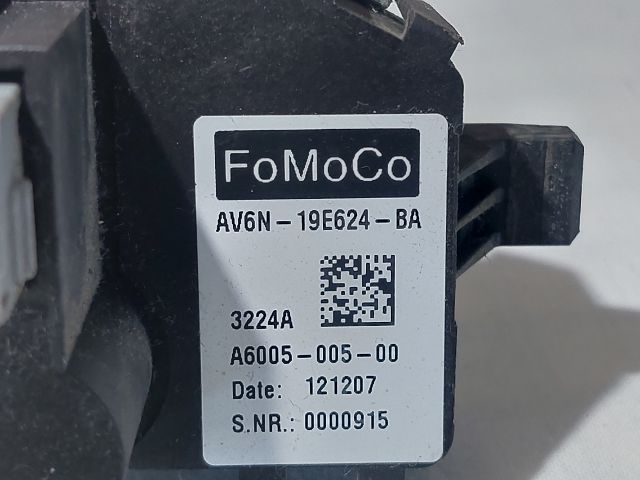 FoMoCo
AV6N-19E624-BA
3224A
A6005-005-00
Date: 121207
S.NR.: 0000915